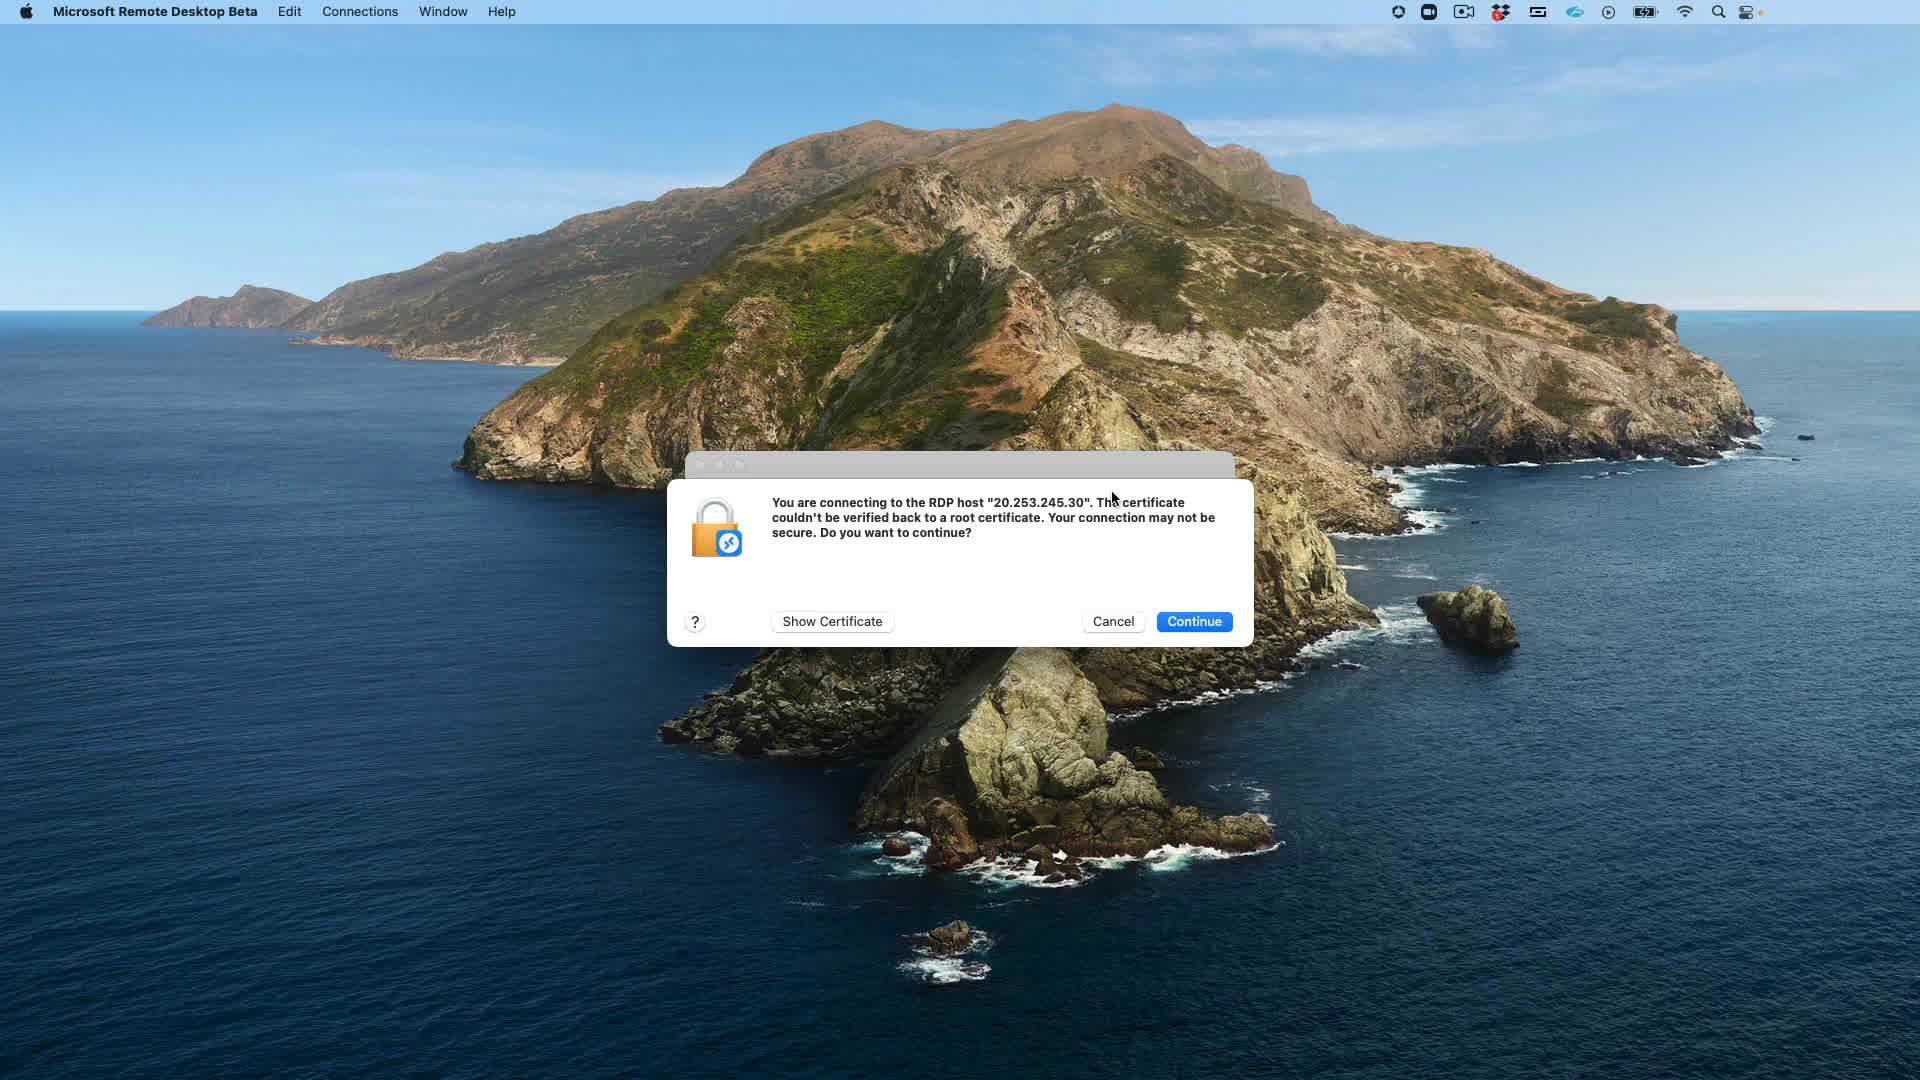 Microsoft Remote Desktop Beta Edit Connections Window Help
You are connecting to the RDP host "20.253.245.30". The certificate
couldn't be verified back to a root certificate. Your connection may not be
secure. Do you want to continue?
? Show Certificate Cancel Continue